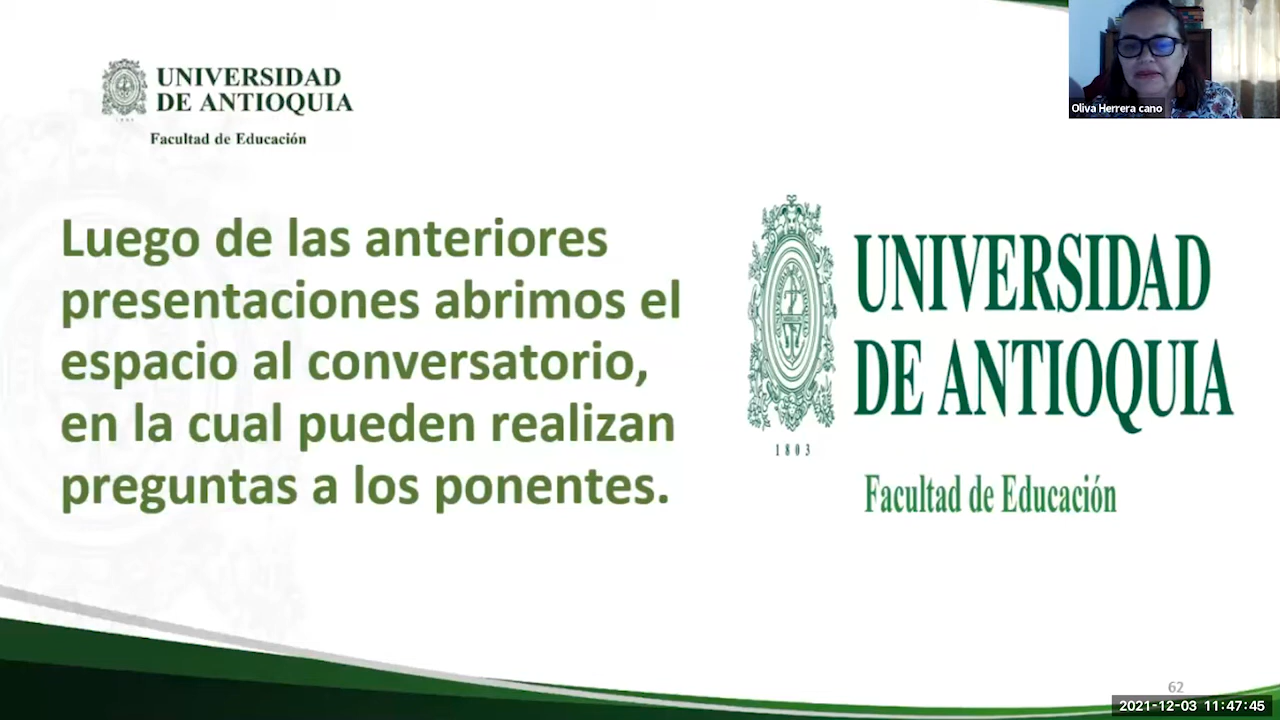 UNIVERSIDAD
DE ANTIOQUIA
Facultad de Educación
Oliva Herrera cano
Luego de las anteriores
presentaciones abrimos el
espacio al conversatorio,
en la cual pueden realizan
preguntas a los ponentes.
UNIVERSIDAD
DE ANTIOQUIA
1803
Facultad de Educación
62
2021-12-03 11:47:45